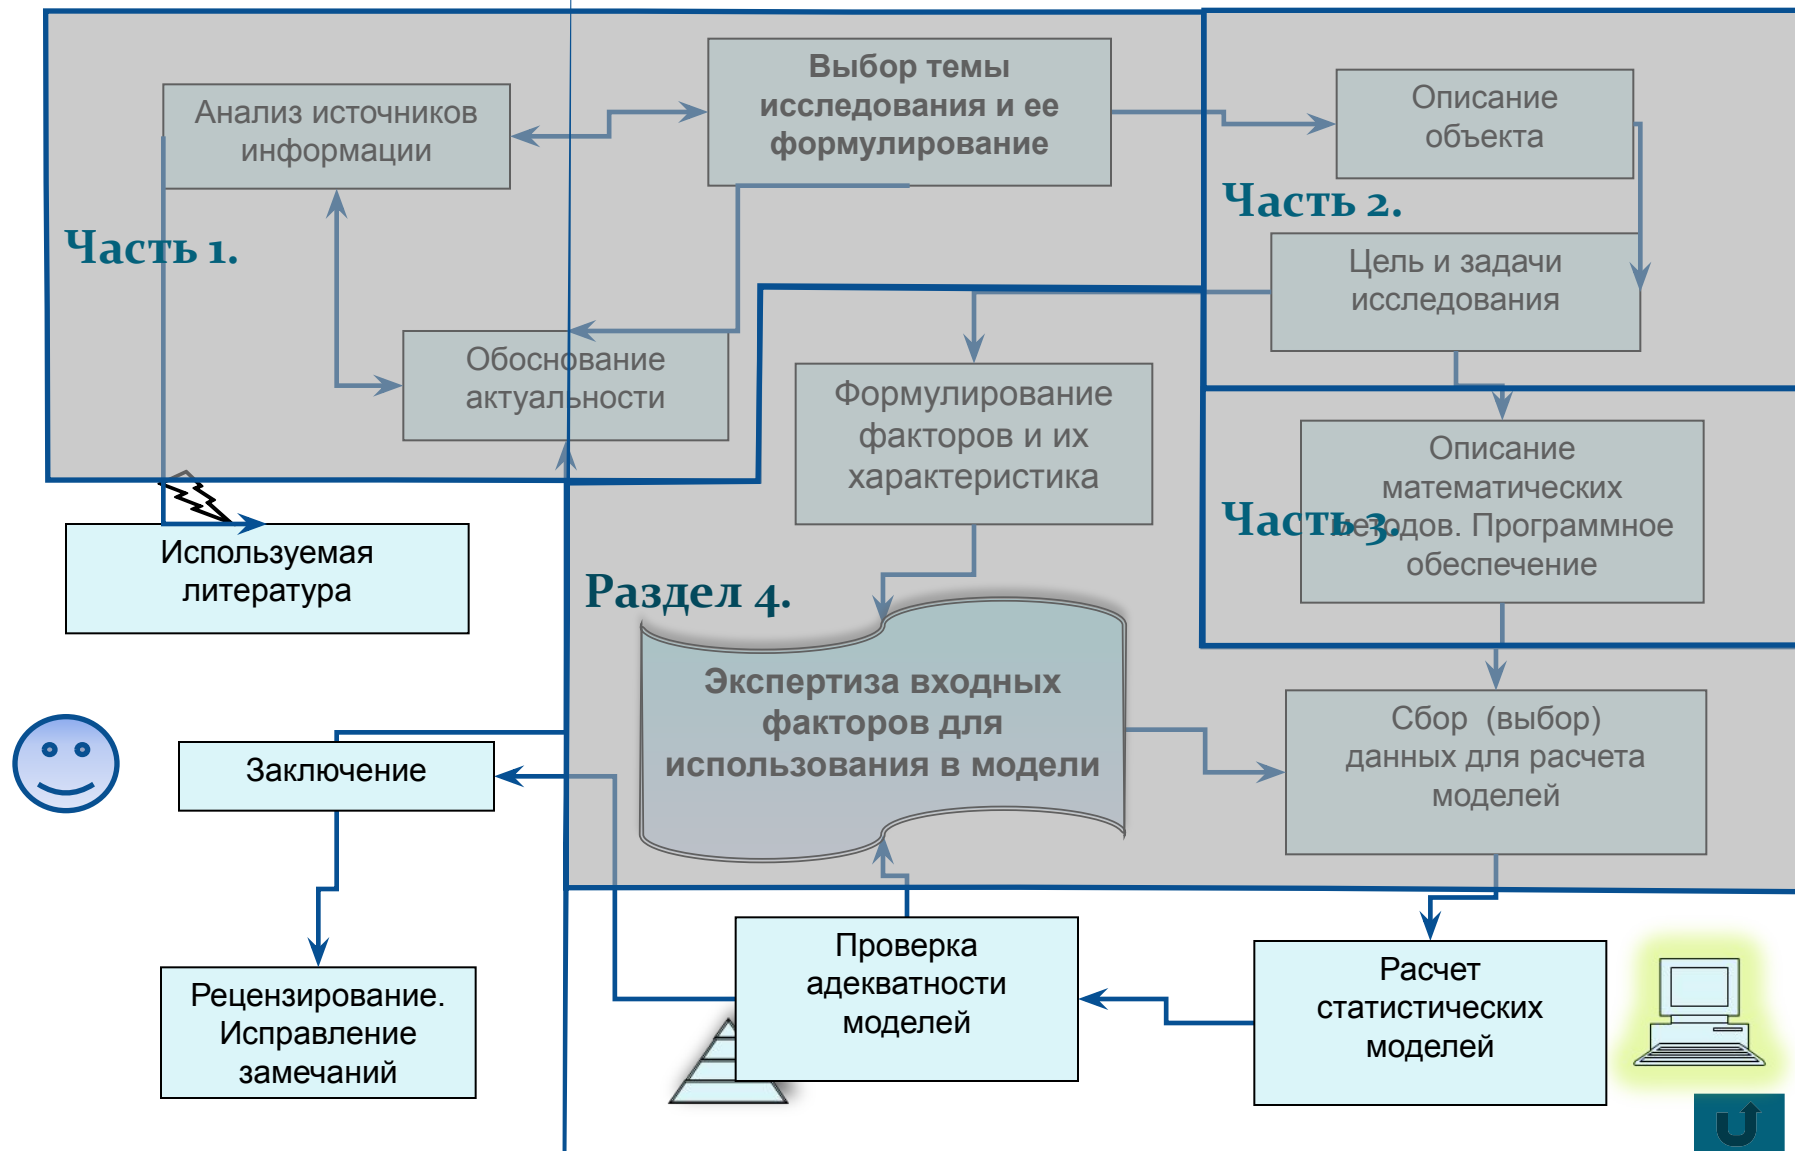 Выбор темы
исследования и ее
формулирование
Анализ источников
информации
Описание
объекта
Часть 2.
Часть 1.
Цель и задачи
исследования
Обоснование
актуальности
Формулирование
факторов и их
характеристика
Описание
математических
методов. Программное
обеспечение
Часть 3.
Используемая
литература
Раздел 4.
Экспертиза входных
факторов для
использования в модели
Сбор (выбор)
данных для расчета
моделей
Заключение
Проверка
адекватности
моделей
Расчет
статистических
моделей
Рецензирование.
Исправление
замечаний